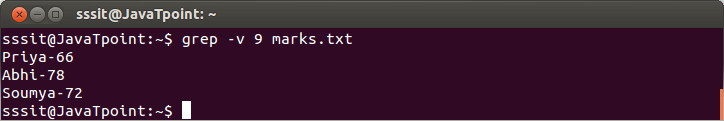 sssit@JavaTpoint: ~
sssit@JavaTpoint:~$ grep -v 9 marks.txt
Priya-66
Abhi-78
Soumya-72
sssit@JavaTpoint:~$